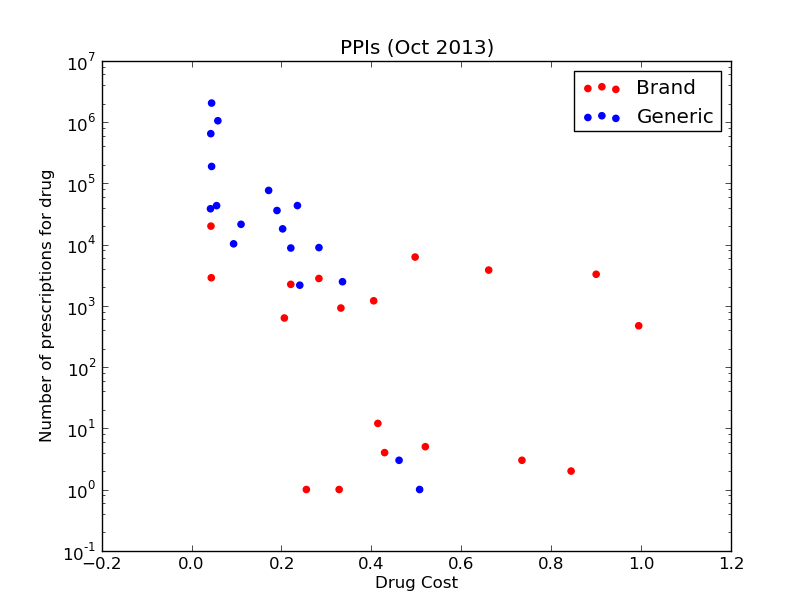 PPIs (Oct 2013)
Brand
Generic
10^7
10^6
10^5
10^4
10^3
10^2
10^1
10^0
10^-1
Number of prescriptions for drug
−0.2 0.0 0.2 0.4 0.6 0.8 1.0 1.2
Drug Cost